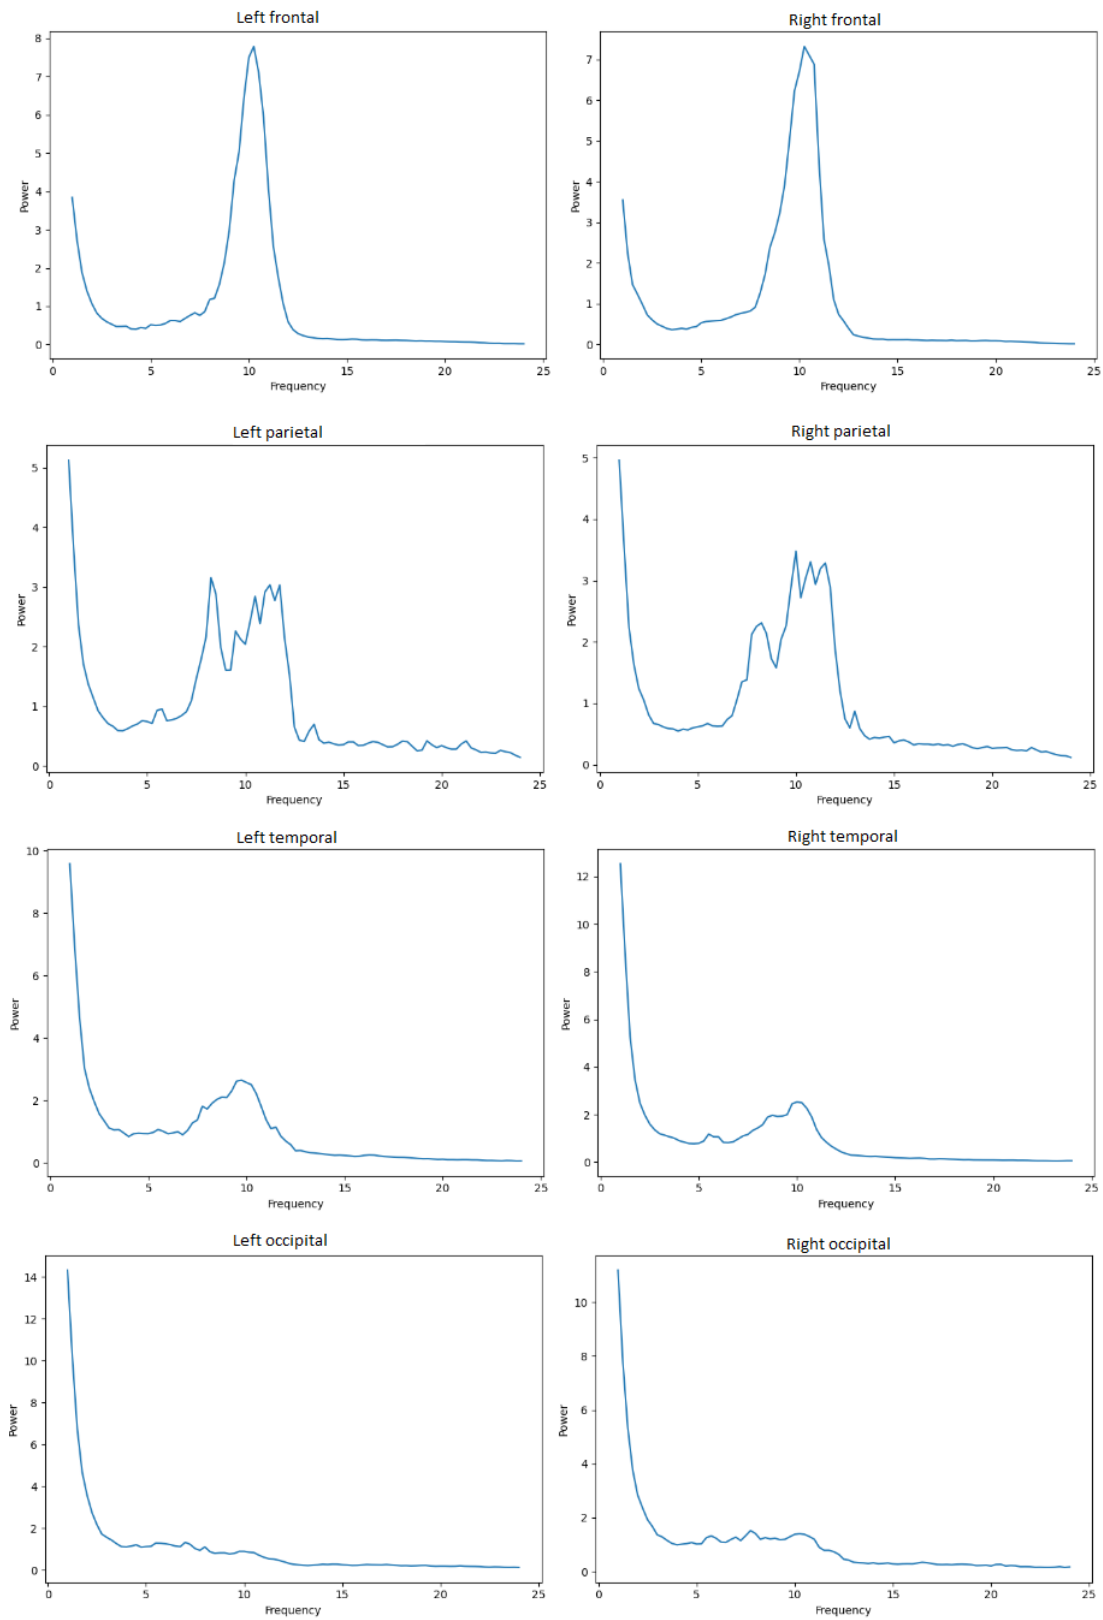 Left frontal
Right frontal
8
7
6
5
4
3
2
1
0
Power
0 5 10 15 20 25
Frequency
7
6
5
4
3
2
1
0
Power
0 5 10 15 20 25
Frequency
Left parietal
Right parietal
5
4
3
2
1
0
Power
0 5 10 15 20 25
Frequency
5
4
3
2
1
0
Power
0 5 10 15 20 25
Frequency
Left temporal
Right temporal
10
8
6
4
2
0
Power
0 5 10 15 20 25
Frequency
12
10
8
6
4
2
0
Power
0 5 10 15 20 25
Frequency
Left occipital
Right occipital
14
12
10
8
6
4
2
0
Power
0 5 10 15 20 25
Frequency
10
8
6
4
2
0
Power
0 5 10 15 20 25
Frequency